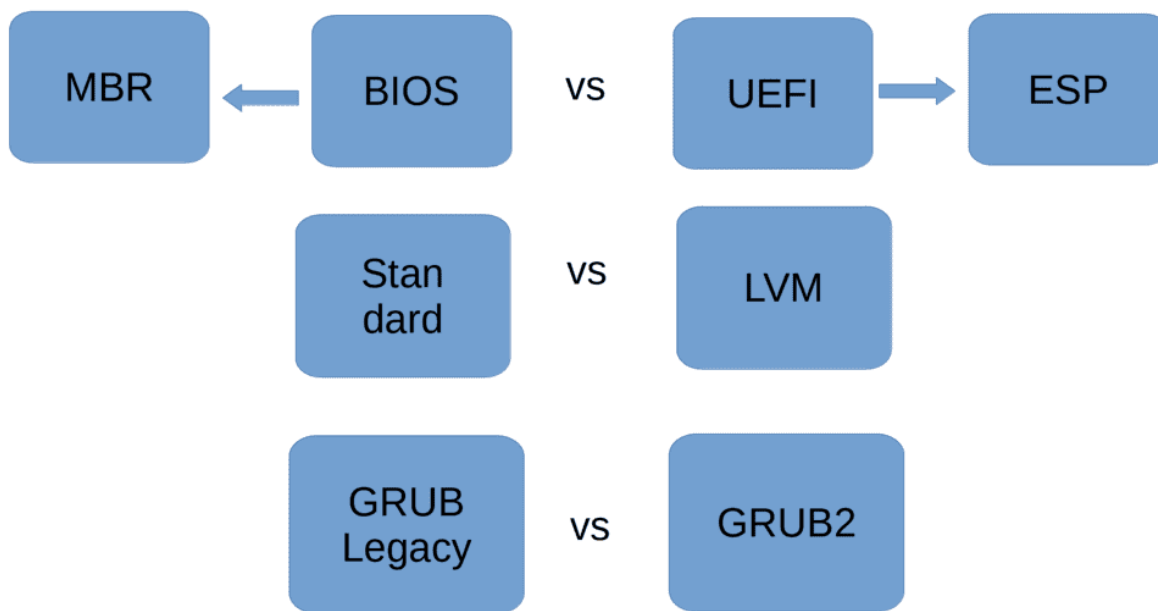 MBR BIOS vs UEFI ESP
Stan vs LVM
dard
GRUB vs GRUB2
Legacy